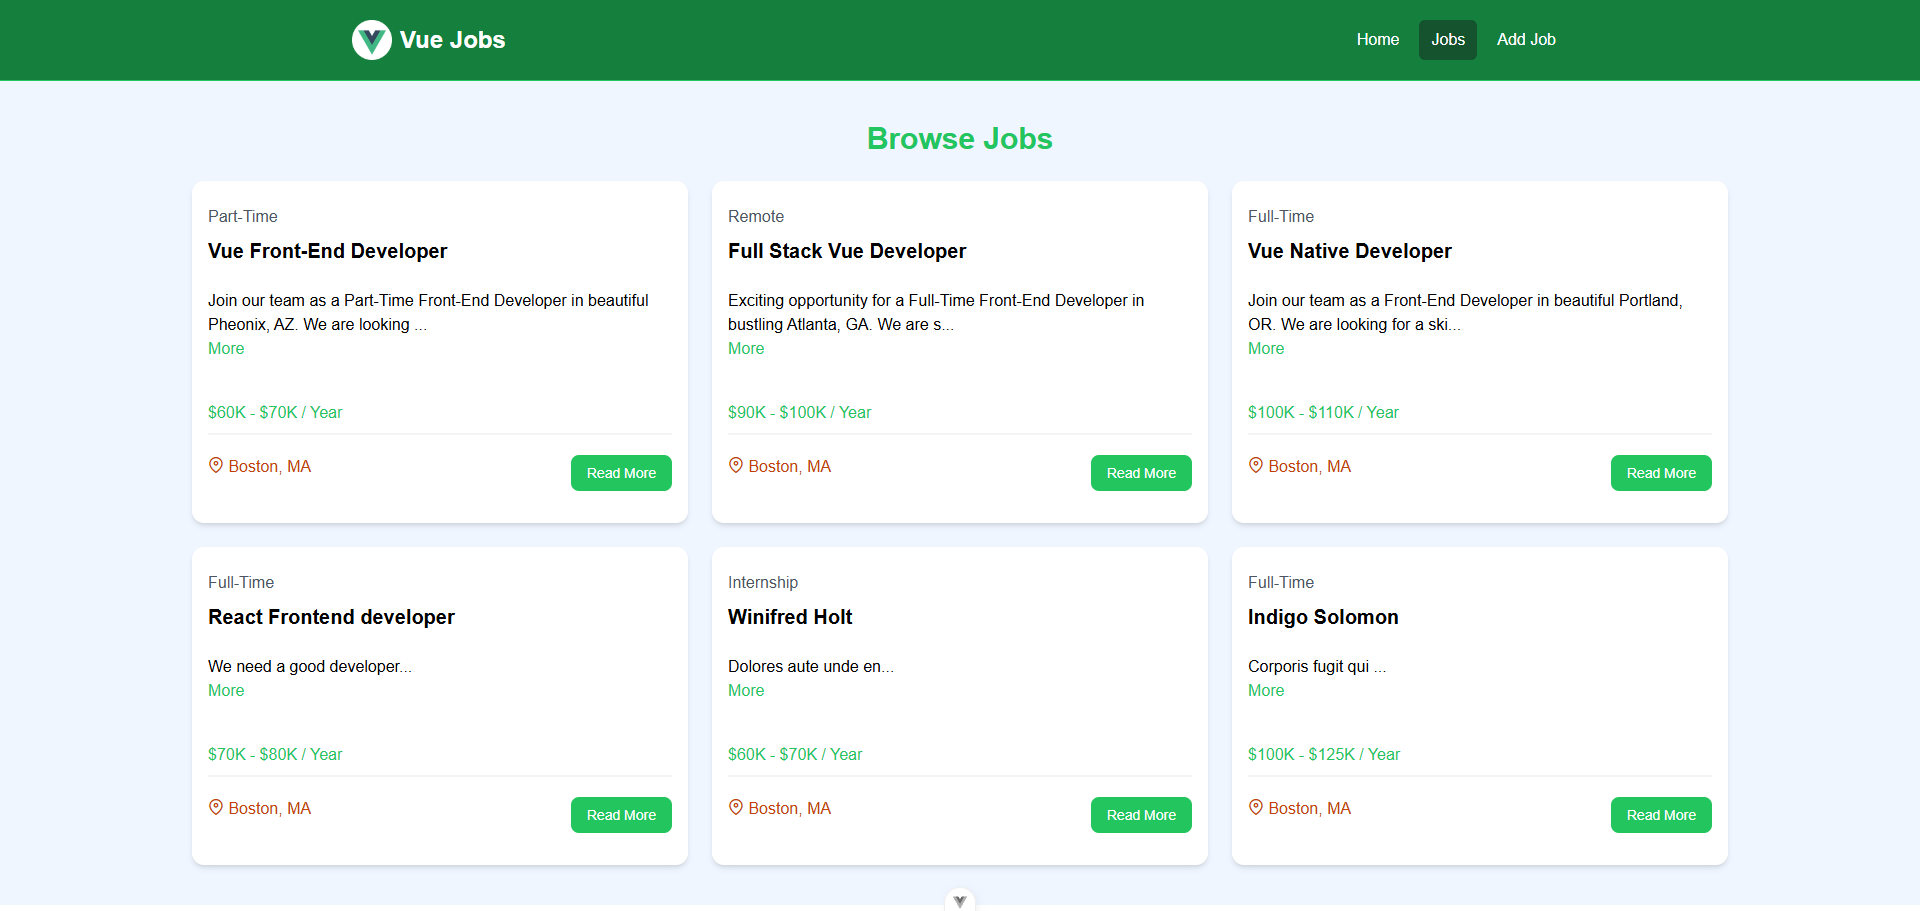 Vue Jobs
Home
Jobs
Add Job
Browse Jobs
Part-Time
Vue Front-End Developer
Join our team as a Part-Time Front-End Developer in beautiful
Pheonix, AZ. We are looking ...
More
$60K - $70K / Year
Boston, MA
Read More
Remote
Full Stack Vue Developer
Exciting opportunity for a Full-Time Front-End Developer in
bustling Atlanta, GA. We are s...
More
$90K - $100K / Year
Boston, MA
Read More
Full-Time
Vue Native Developer
Join our team as a Front-End Developer in beautiful Portland,
OR. We are looking for a ski...
More
$100K - $110K / Year
Boston, MA
Read More
Full-Time
React Frontend developer
We need a good developer...
More
$70K - $80K / Year
Boston, MA
Read More
Internship
Winifred Holt
Dolores aute unde en...
More
$60K - $70K / Year
Boston, MA
Read More
Full-Time
Indigo Solomon
Corporis fugit qui ...
More
$100K - $125K / Year
Boston, MA
Read More